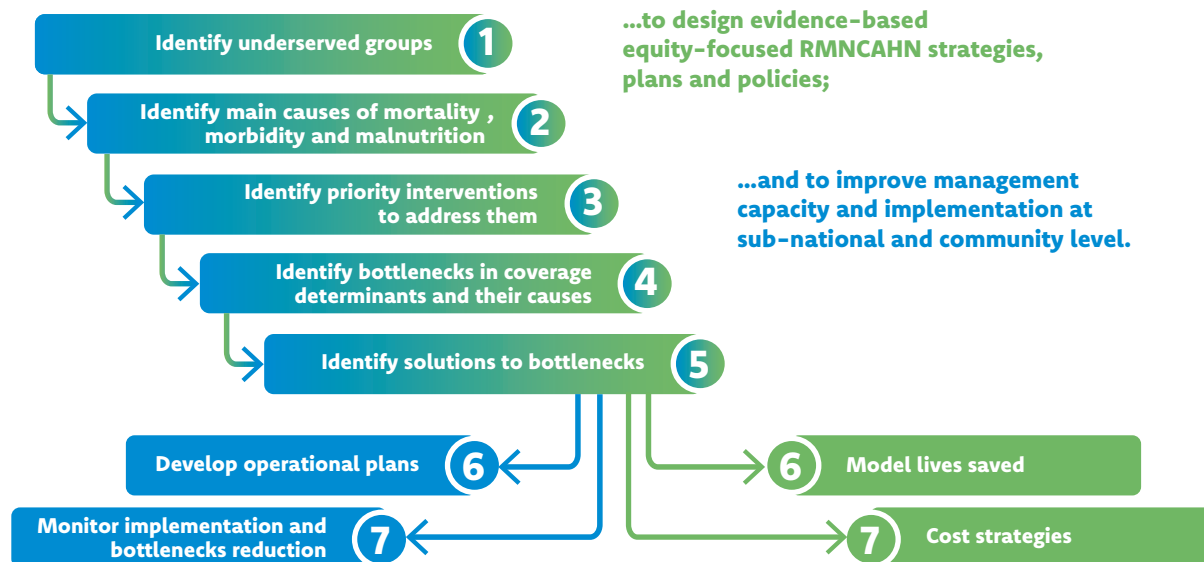 Identify underserved groups
1
...to design evidence-based
equity-focused RMNCAHN strategies,
plans and policies;
Identify main causes of mortality ,
morbidity and malnutrition
2
Identify priority interventions
to address them
3
...and to improve management
capacity and implementation at
sub-national and community level.
Identify bottlenecks in coverage
determinants and their causes
4
Identify solutions to bottlenecks
5
Develop operational plans
6
6
Model lives saved
Monitor implementation and
bottlenecks reduction
7
7
Cost strategies